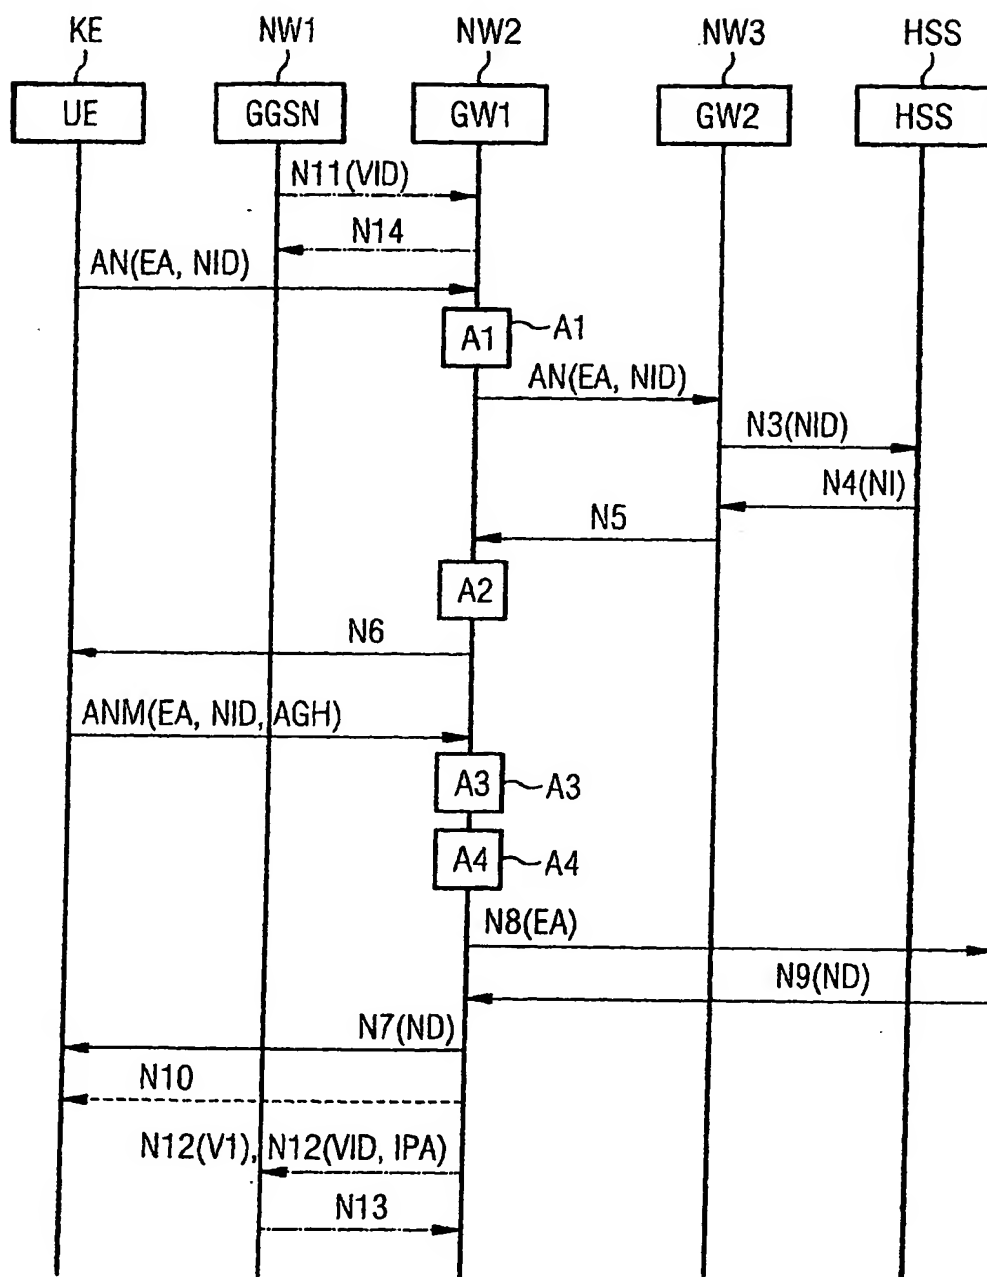 KE NW1 NW2 NW3 HSS
UE GGSN GW1 GW2 HSS
N11(VID)
N14
AN(EA, NID)
A1 A1
AN(EA, NID)
N3(NID)
N4(NI)
N5
A2
N6
ANM(EA, NID, AGH)
A3 A3
A4 A4
N8(EA)
N9(ND)
N7(ND)
N10
N12(V1), N12(VID, IPA)
N13